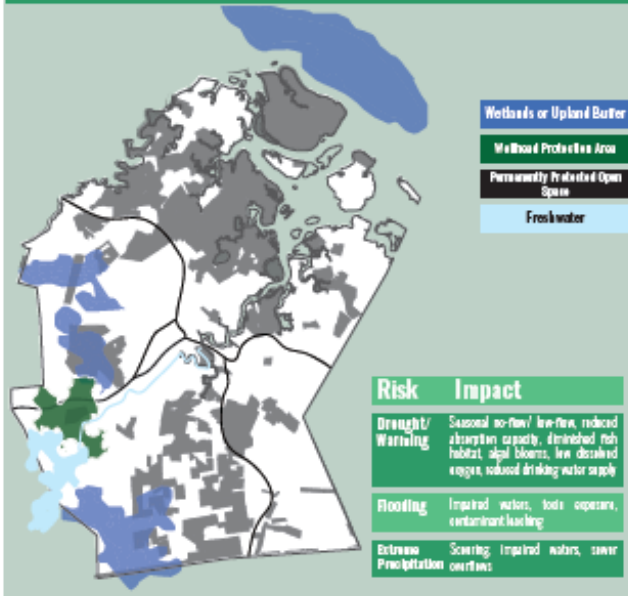 Wetlands or Upland Buffer
Wellhead Protection Area
Permanently Protected Open
Space
Freshwater
Risk Impact
Drought/ Warming
Seasonal no-flow/ low-flow, reduced
absorption capacity, diminished fish
habitat, algal blooms, low dissolved
oxygen, reduced drinking water supply
Flooding
Impaired waters, toxic exposure,
contaminant leaching
Extreme Precipitation
Scouring, impaired waters, sewer
overflows